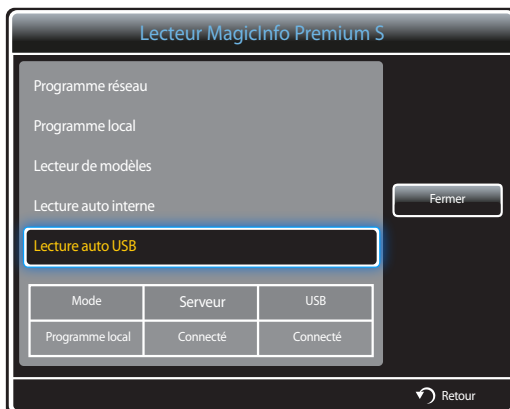 Lecteur MagicInfo Premium S
Programme réseau
Programme local
Lecteur de modèles
Lecture auto interne
Fermer
Lecture auto USB
Mode Serveur USB
Programme local Connecté Connecté
Retour